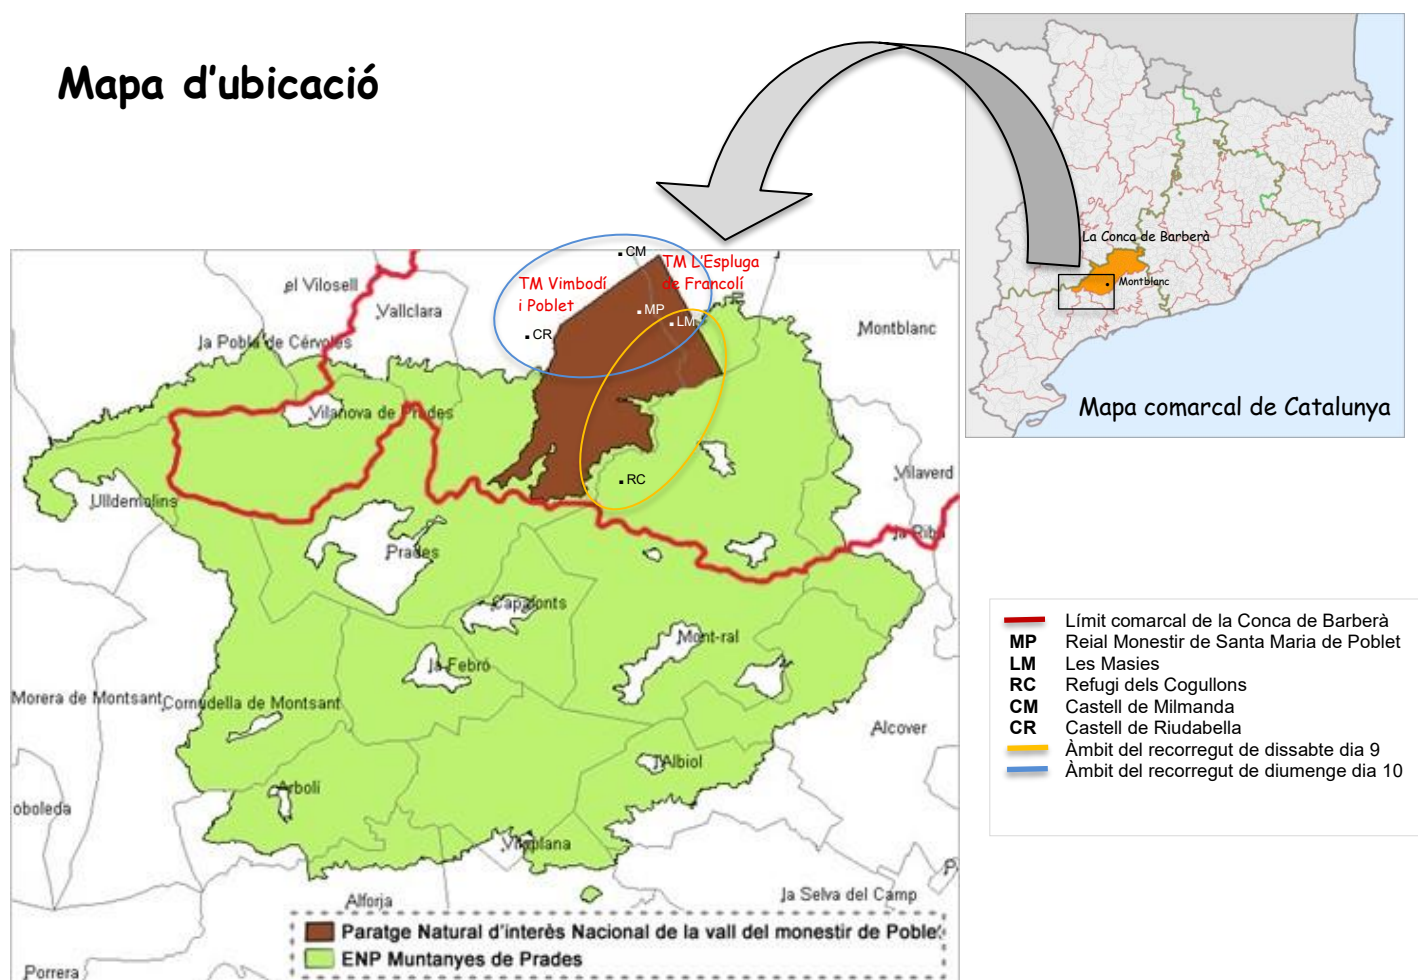 Mapa d'ubicació
La Conca de Barberà
Montblanc
Mapa comarcal de Catalunya
CM
TM L'Espluga
de Francolí
TM Vimbodí
i Poblet
el Vilosell
Vallclara
MP
LM
CR
Montblanc
la Pobla de Cérvoles
Vilanova de Prades
Vilaverd
RC
Ulldemolins
la Riba
Prades
Capafonts
Mont-ral
la Febró
Morera de Montsant
Cornudella de Montsant
Alcover
l'Albiol
Arbolí
oboleda
Vilaplana
Alforja
la Selva del Camp
Porrera
Paratge Natural d'interès Nacional de la vall del monestir de Poble
ENP Muntanyes de Prades
Límit comarcal de la Conca de Barberà
MP Reial Monestir de Santa Maria de Poblet
LM Les Masies
RC Refugi dels Cogullons
CM Castell de Milmanda
CR Castell de Riudabella
Àmbit del recorregut de dissabte dia 9
Àmbit del recorregut de diumenge dia 10